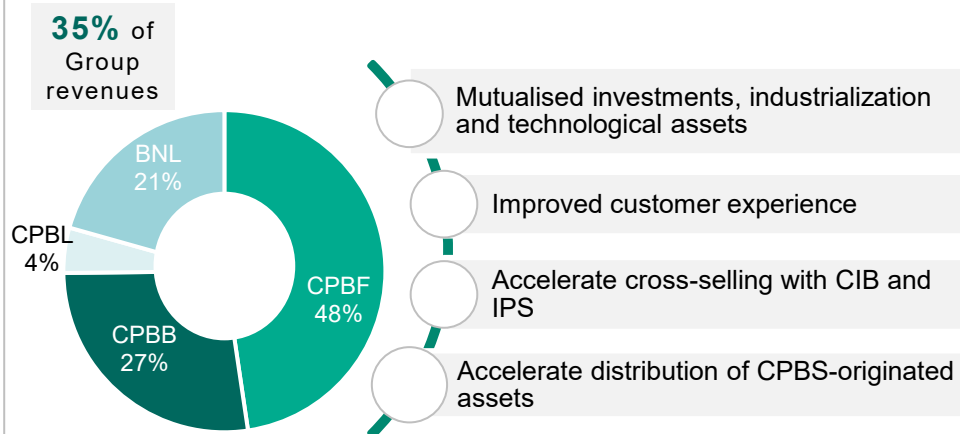 35% of
Group
revenues
BNL
21%
CPBL
4%
CPBF
48%
CPBB
27%
Mutualised investments, industrialization
and technological assets
Improved customer experience
Accelerate cross-selling with CIB and
IPS
Accelerate distribution of CPBS-originated
assets